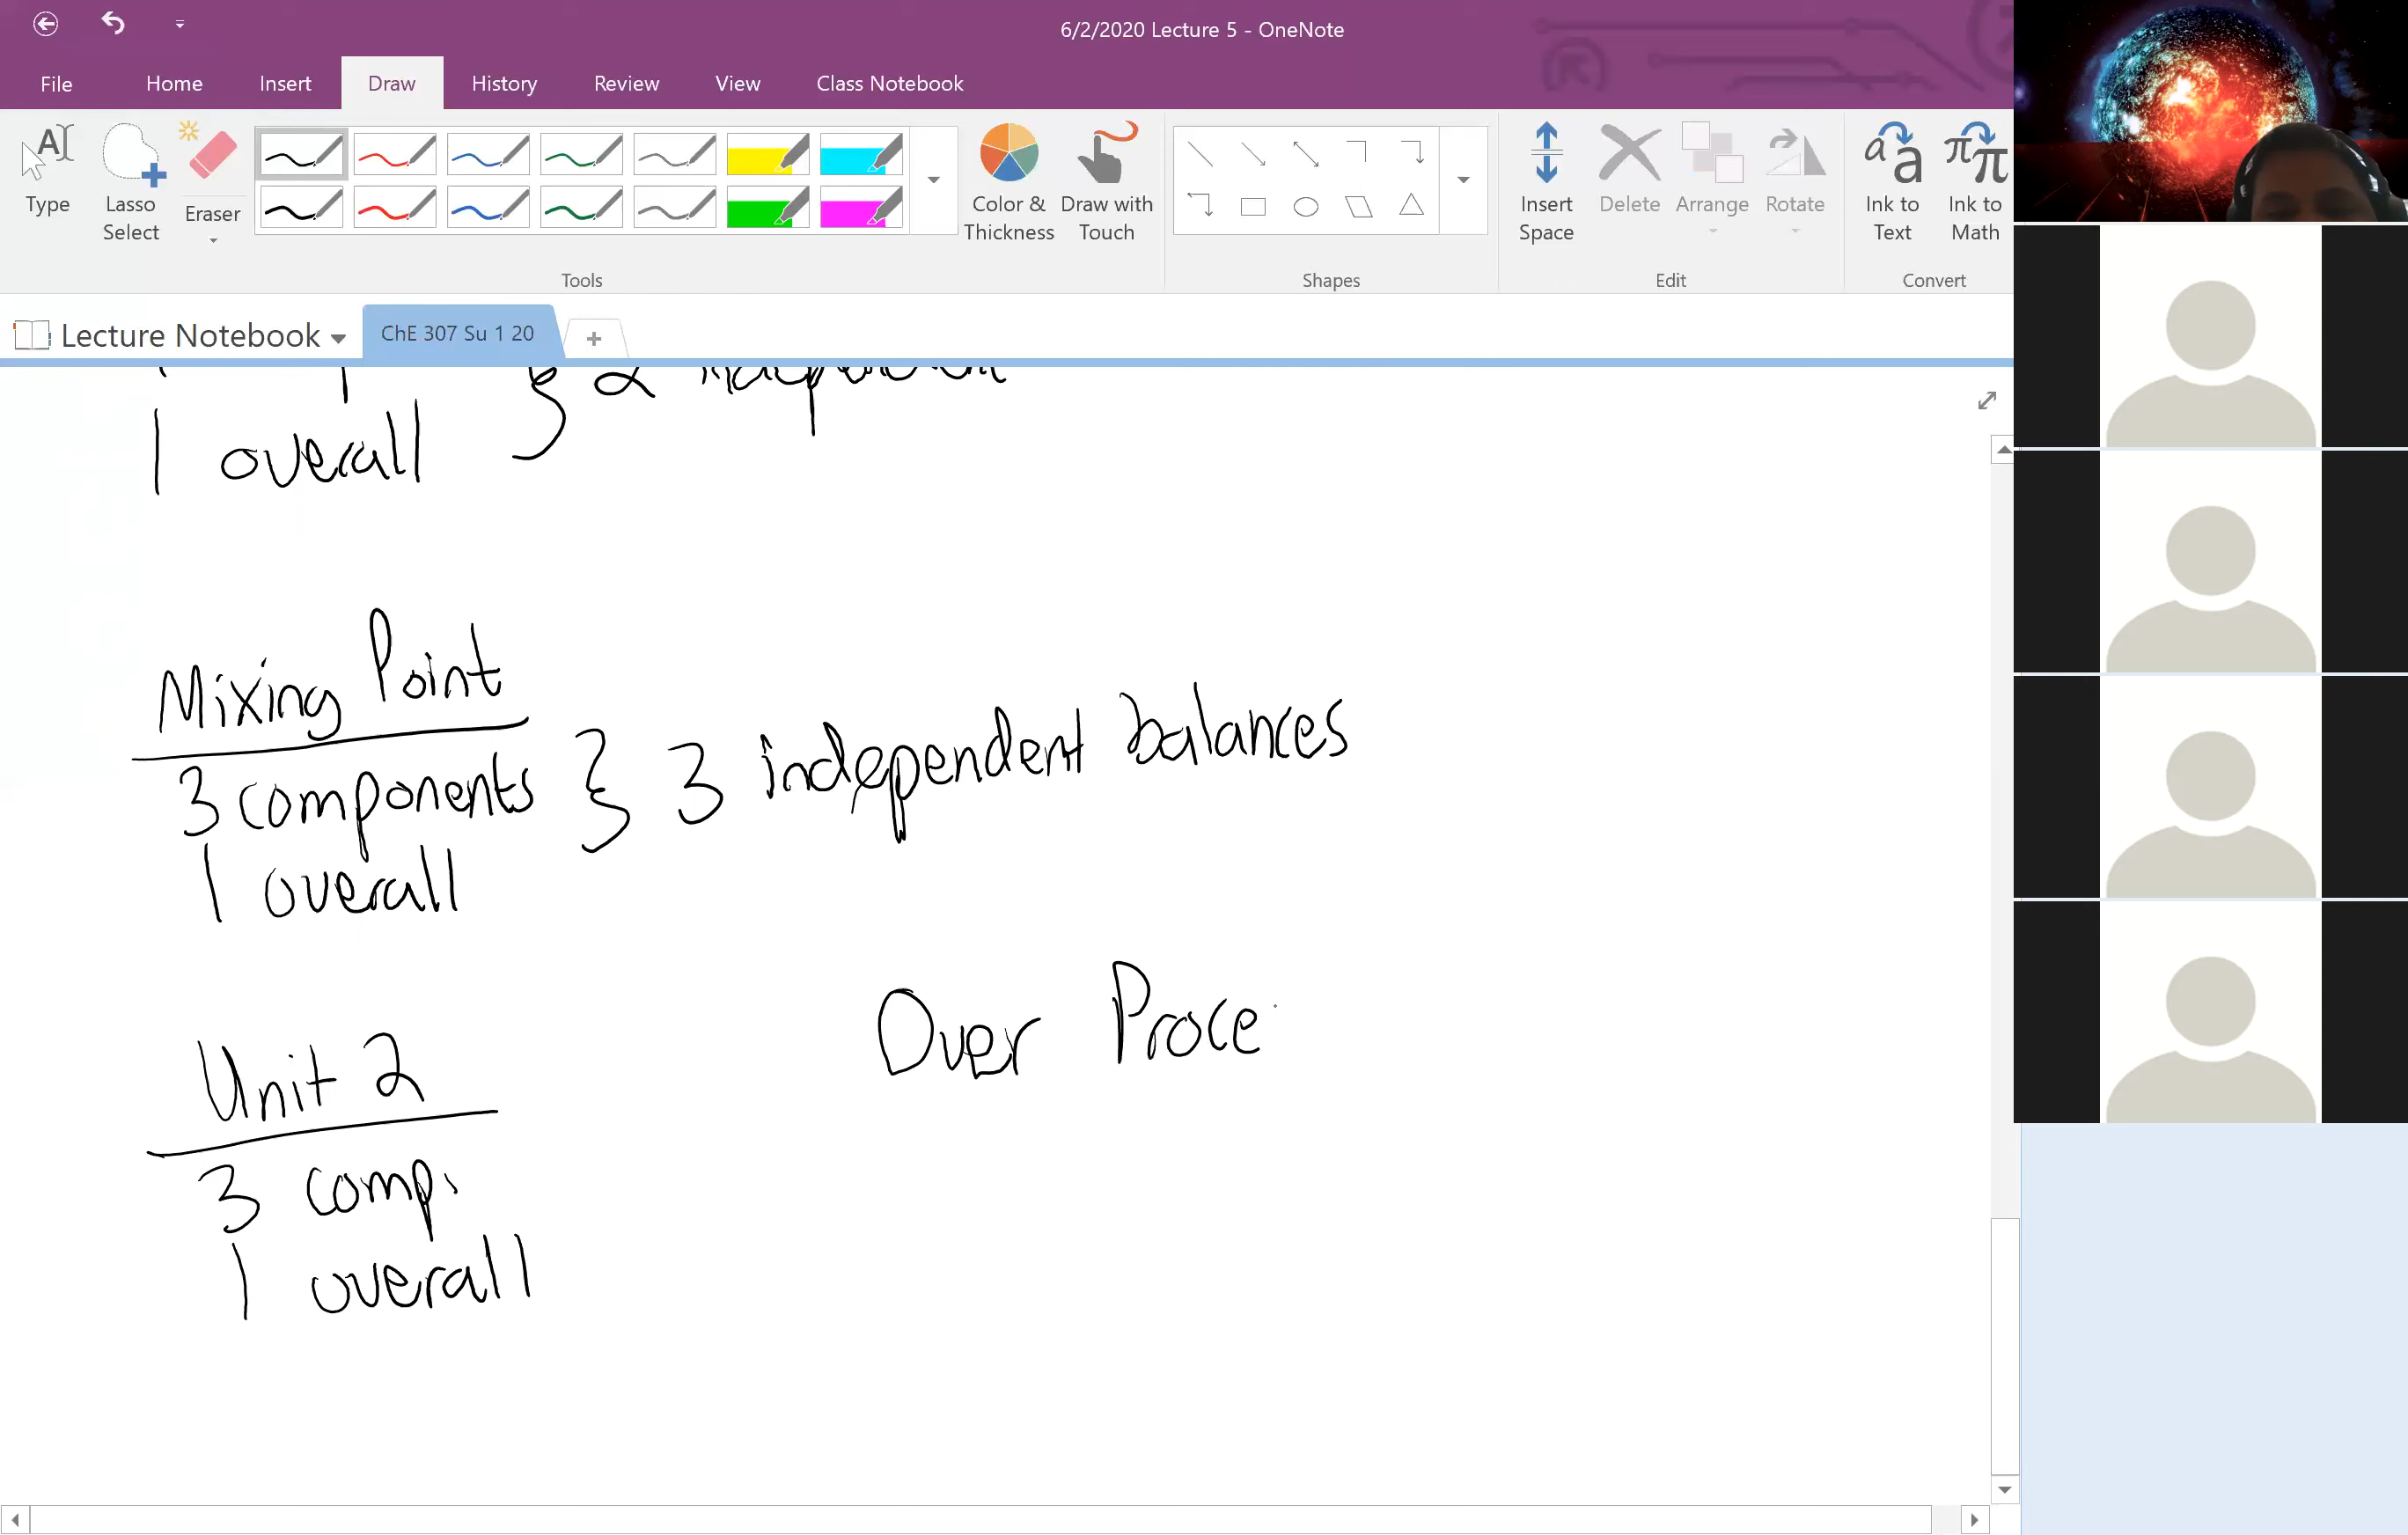 6/2/2020 Lecture 5 - OneNote
File Home Insert Draw History Review View Class Notebook
Type
Lasso Select
Eraser
Color & Thickness
Draw with Touch
Insert Space
Delete
Arrange
Rotate
Ink to Text
Ink to Math
Tools Shapes Edit Convert
Lecture Notebook ChE 307 Su 1 20 +
1 overall } 2
Mixing Point
3 components } 3 independent balances
1 overall
Over Proce
Unit 2
3 comp.
1 overall